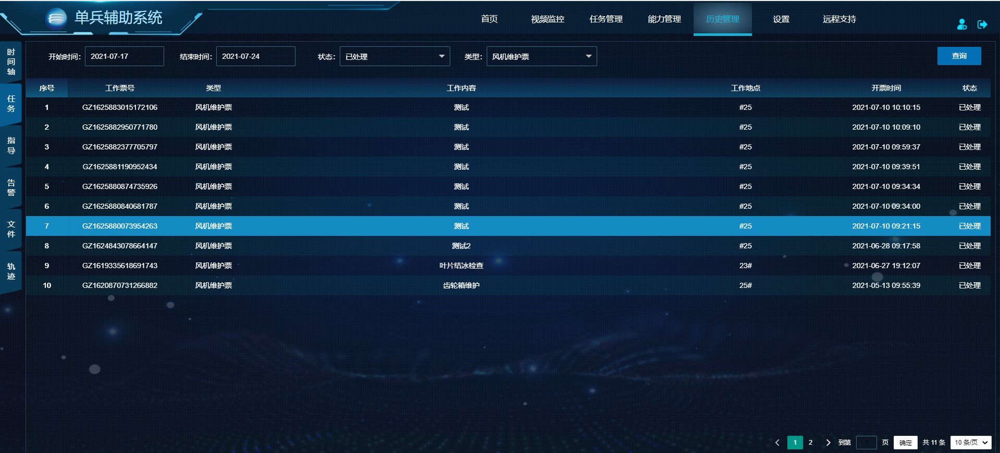 单兵辅助系统
首页 视频监控 任务管理 能力管理 历史管理 设置 远程支持
时间轴
任务
指导
告警
文件
轨迹
开始时间: 2021-07-17 结束时间: 2021-07-24 状态: 已处理 类型: 风机维护票 查询
序号 工作票号 类型 工作内容 工作地点 开票时间 状态
1 GZ1625883015172106 风机维护票 测试 #25 2021-07-10 10:10:15 已处理
2 GZ1625882950771780 风机维护票 测试 #25 2021-07-10 10:09:10 已处理
3 GZ1625882377705797 风机维护票 测试 #25 2021-07-10 09:59:37 已处理
4 GZ1625881190952434 风机维护票 测试 #25 2021-07-10 09:39:51 已处理
5 GZ1625880874735926 风机维护票 测试 #25 2021-07-10 09:34:34 已处理
6 GZ1625880840681787 风机维护票 测试 #25 2021-07-10 09:34:00 已处理
7 GZ1625880073954263 风机维护票 测试 #25 2021-07-10 09:21:15 已处理
8 GZ1624843078664147 风机维护票 测试2 #25 2021-06-28 09:17:58 已处理
9 GZ1619335618691743 风机维护票 叶片结冰检查 23# 2021-06-27 19:12:07 已处理
10 GZ1620870731266882 风机维护票 齿轮箱维护 25# 2021-05-13 09:55:39 已处理
1 2 到第 1 页 确定 共 11 条 10 条/页